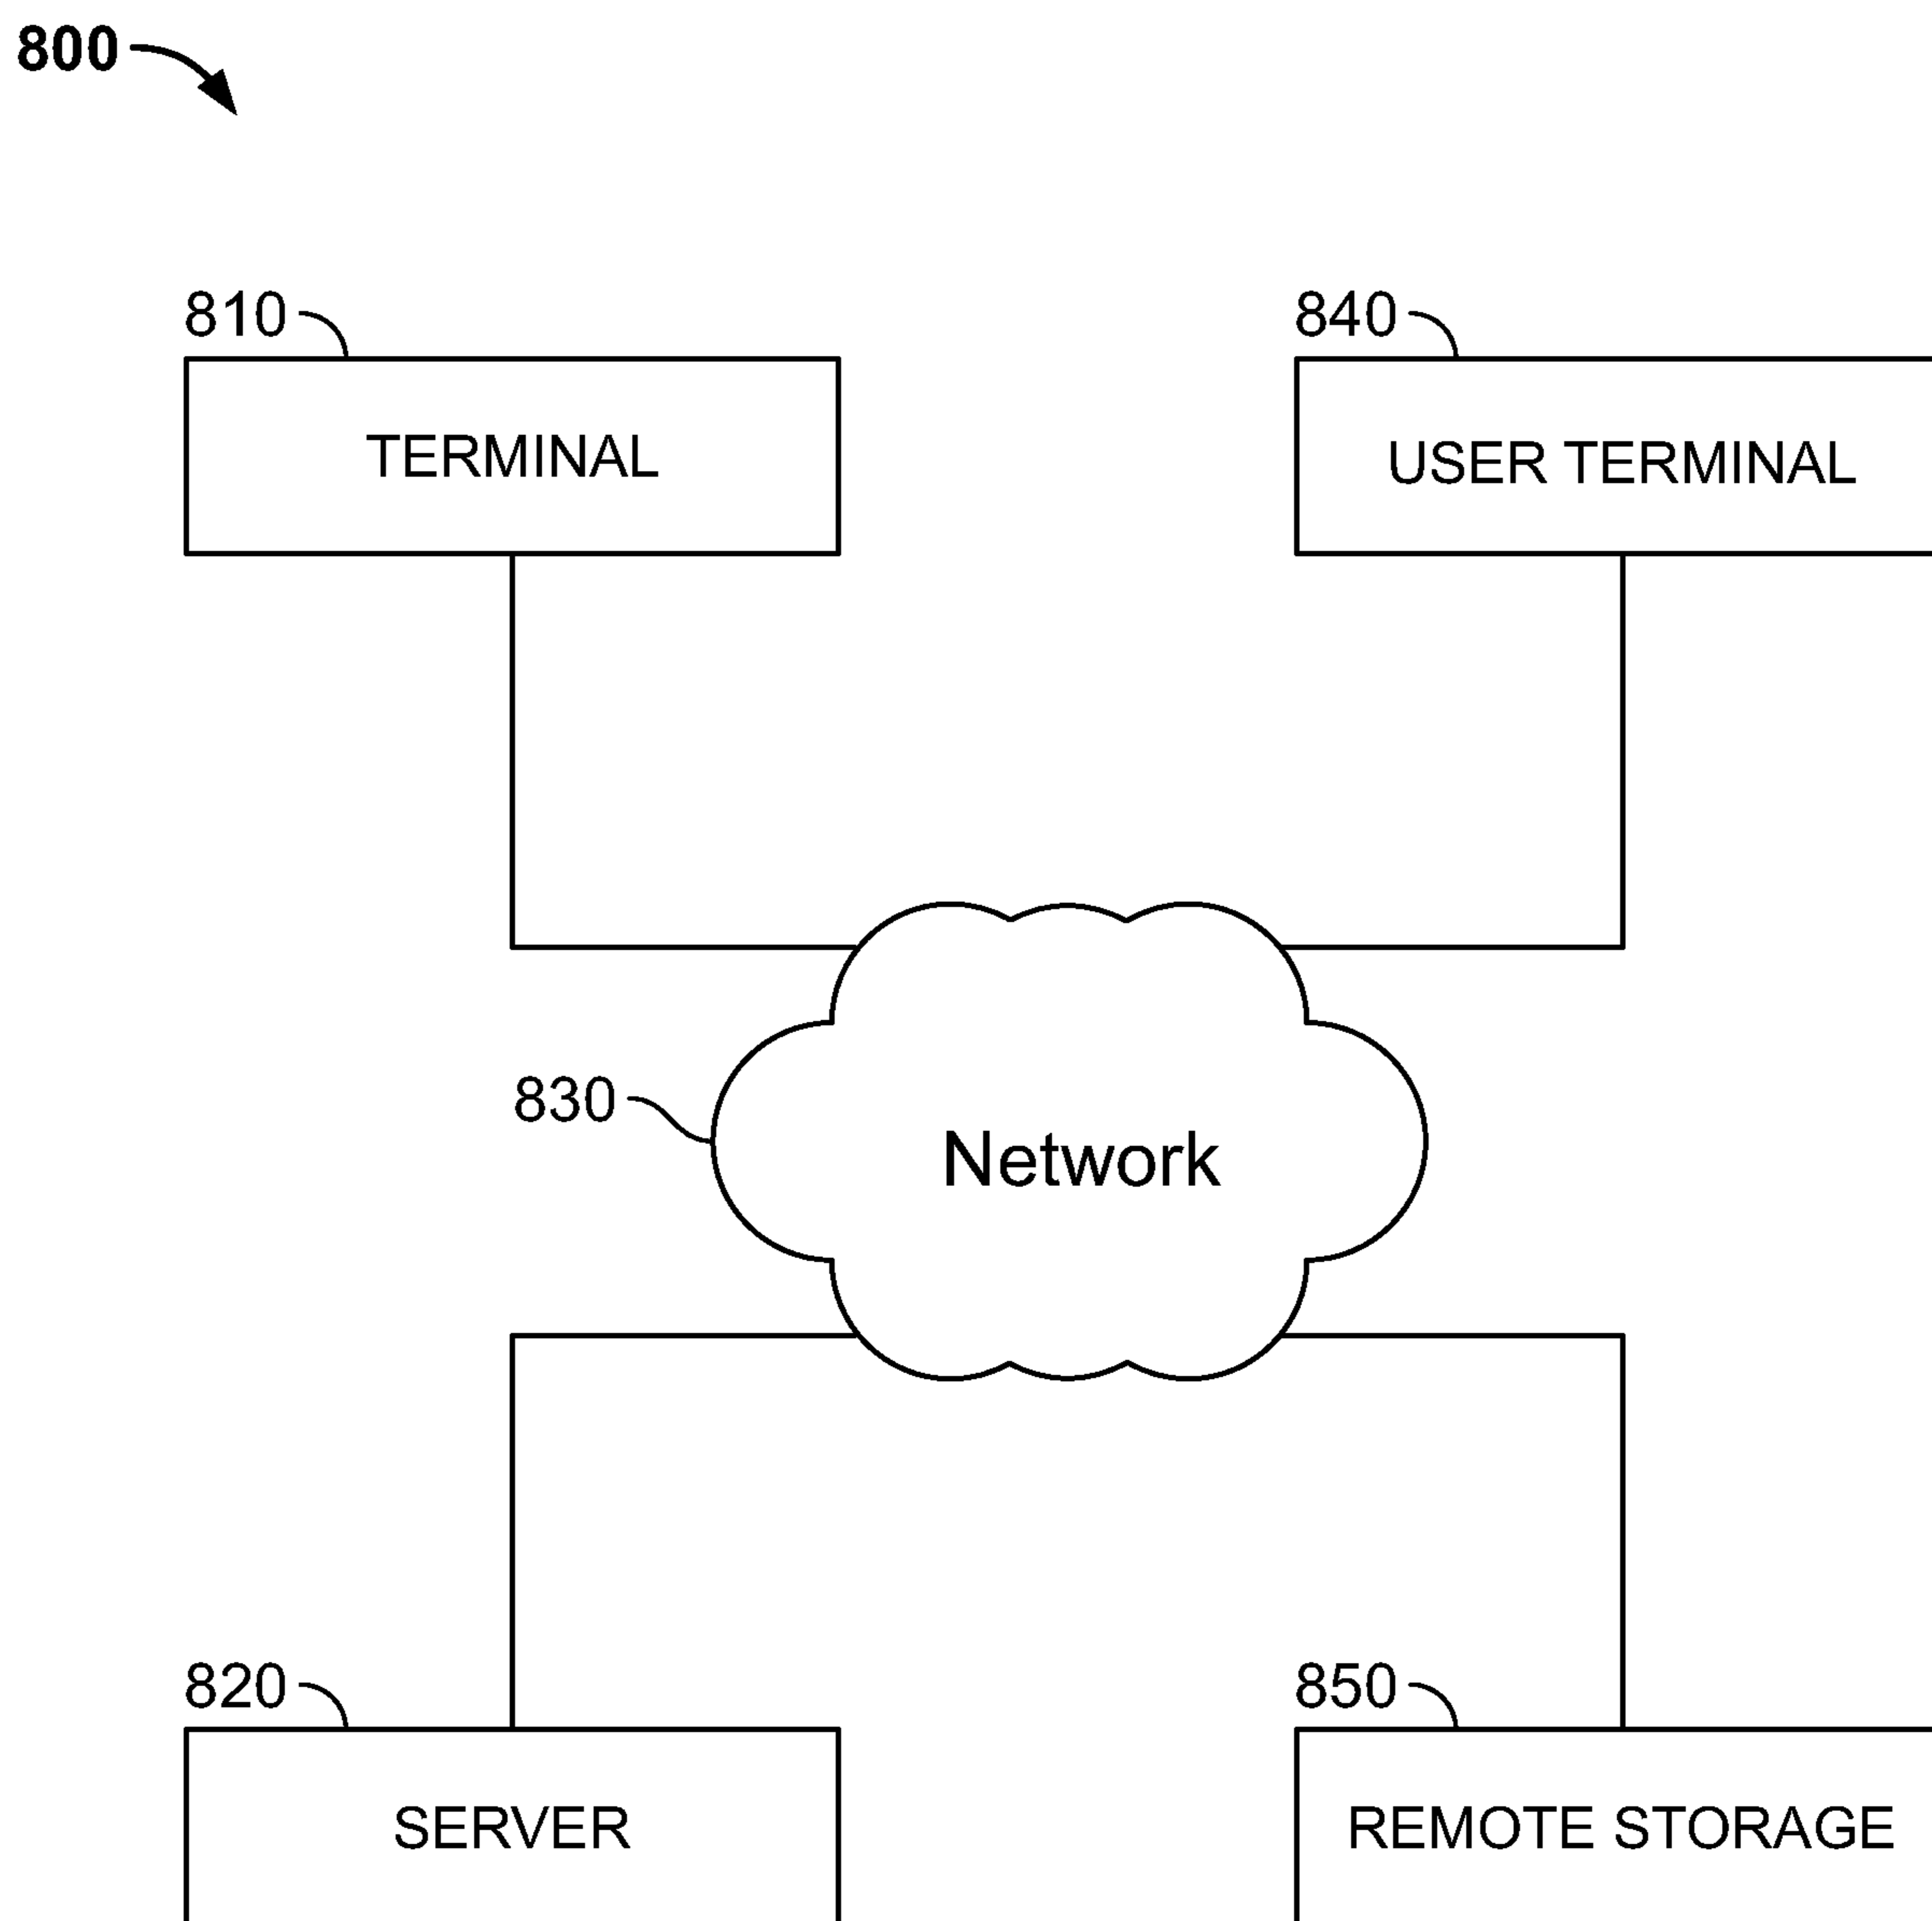 800
810
840
TERMINAL
USER TERMINAL
830
Network
820
850
SERVER
REMOTE STORAGE